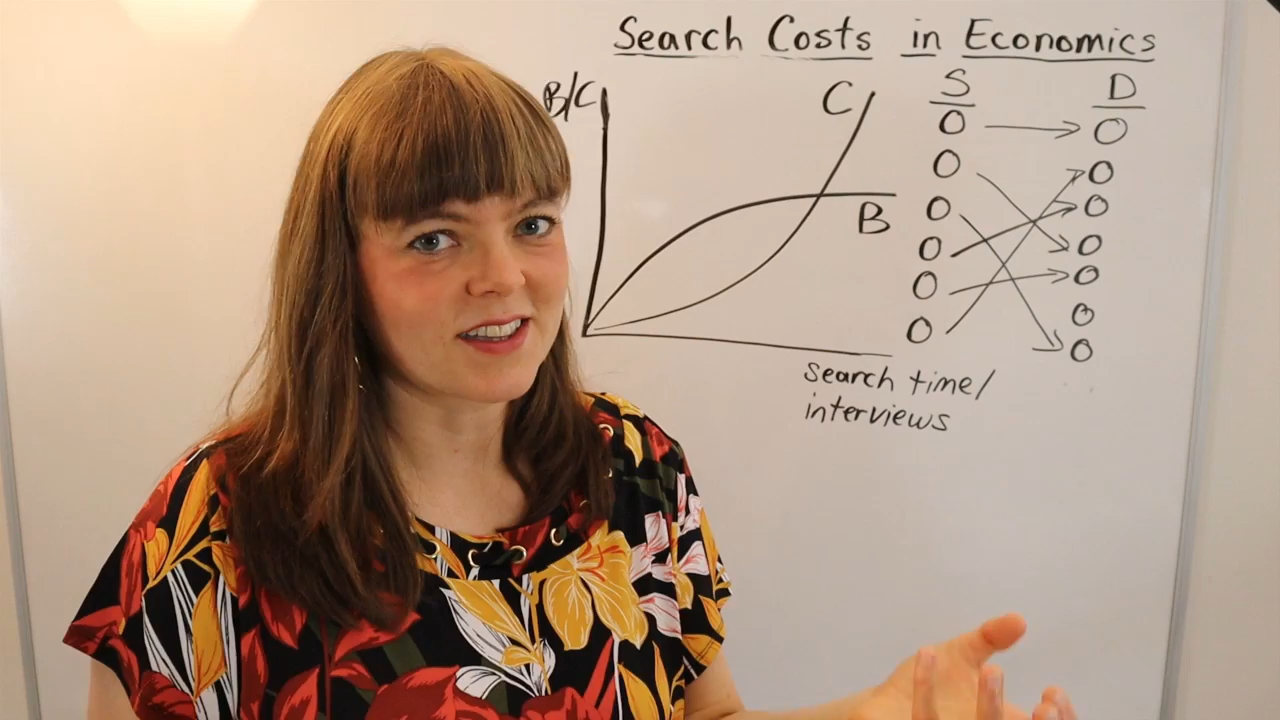 Search Costs in Economics
B/C
C
B
search time/
interviews
S
D
O
O
O
O
O
O
O
O
O
O
O
O
O